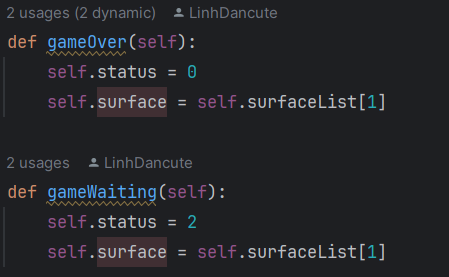 2 usages (2 dynamic) LinhDancute
def gameOver(self):
    self.status = 0
    self.surface = self.surfaceList[1]
2 usages LinhDancute
def gameWaiting(self):
    self.status = 2
    self.surface = self.surfaceList[1]